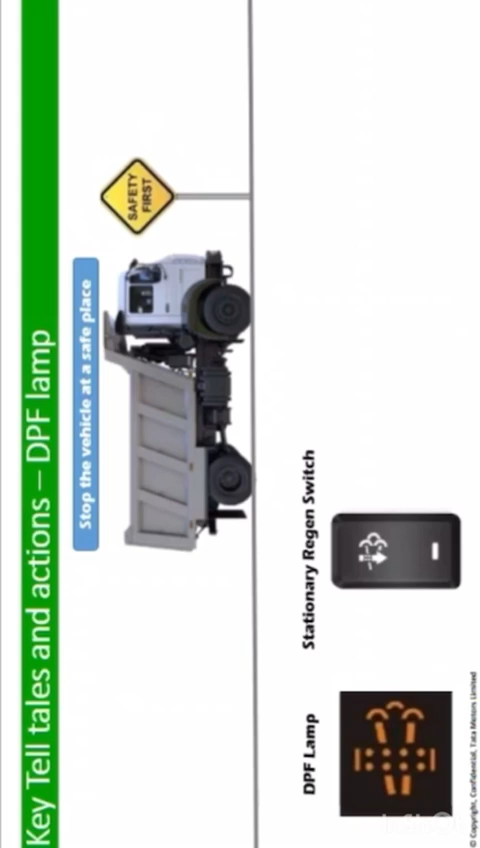 Key Tell tales and actions – DPF lamp
Stop the vehicle at a safe place
SAFETY
FIRST
DPF Lamp
Stationary Regen Switch
© Copyright, Confidential, Tata Motors Limited